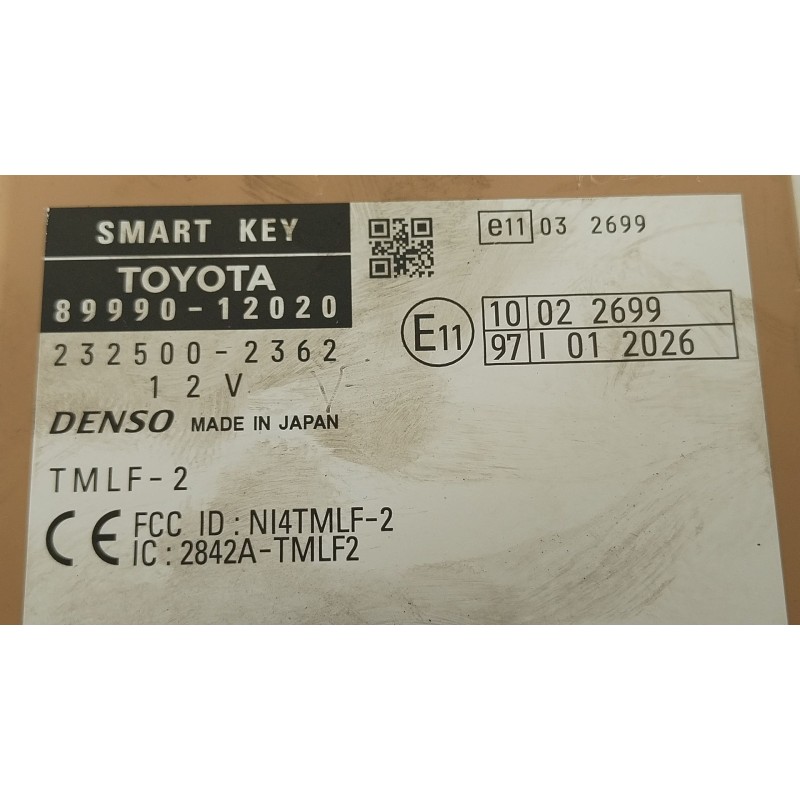 SMART KEY
TOYOTA
89990-12020
232500-2362
12V
DENSO MADE IN JAPAN
TMLF-2
CE FCC ID : NI4TMLF-2
IC : 2842A-TMLF2
e11 03 2699
E11
10 02 2699
97 I 01 2026